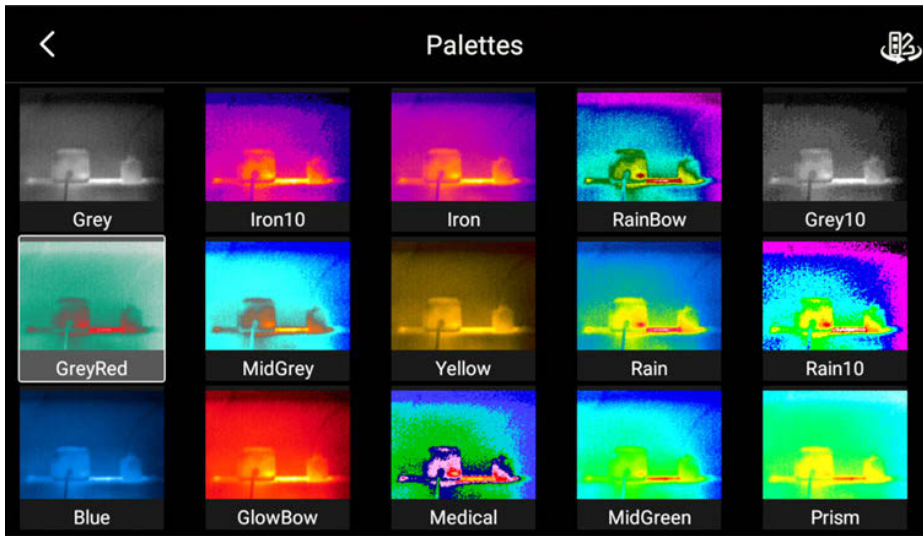 Palettes
Grey
Iron10
Iron
RainBow
Grey10
GreyRed
MidGrey
Yellow
Rain
Rain10
Blue
GlowBow
Medical
MidGreen
Prism